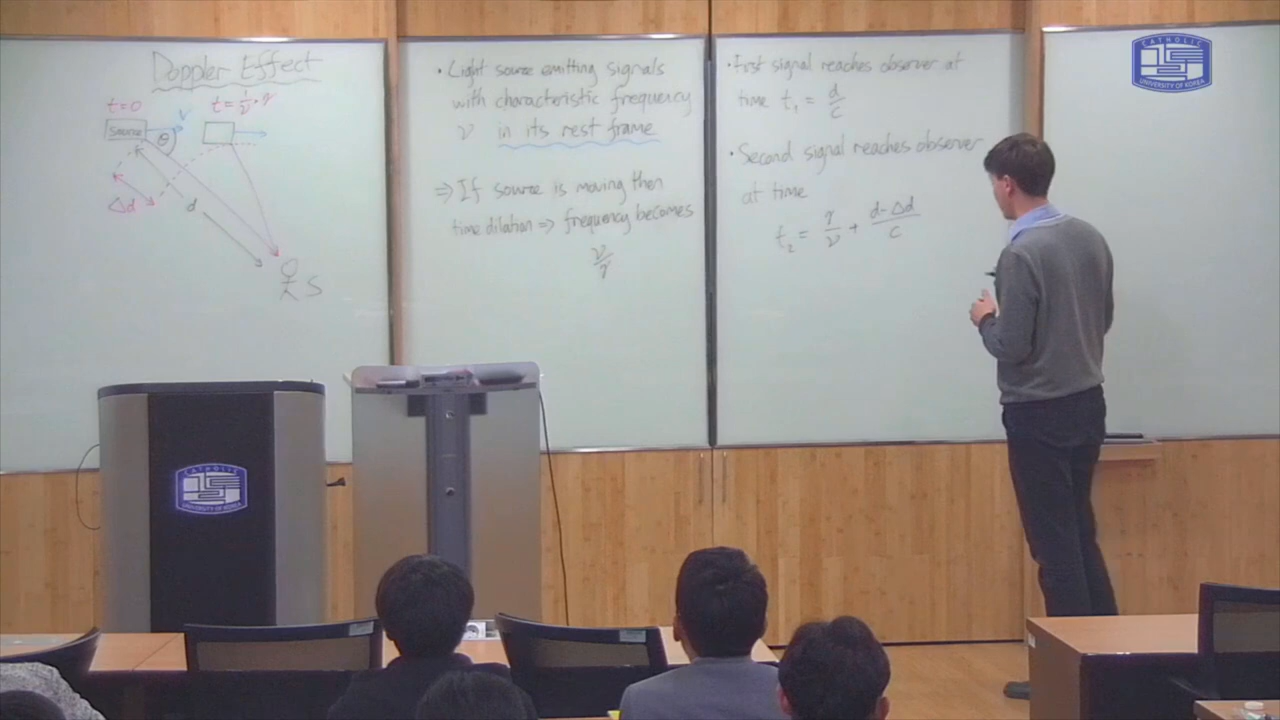 Doppler Effect
t=0
t=1/ν·γ
Source
v
θ
Δd
d
S
• Light source emitting signals
with characteristic frequency
ν in its rest frame.
⇒ If source is moving then
time dilation ⇒ frequency becomes
ν/γ
• First signal reaches observer at
time t₁ = d/c
• Second signal reaches observer
at time
t₂ = γ/ν + d-Δd/c
CATHOLIC
UNIVERSITY OF KOREA
CATHOLIC
UNIVERSITY OF KOREA